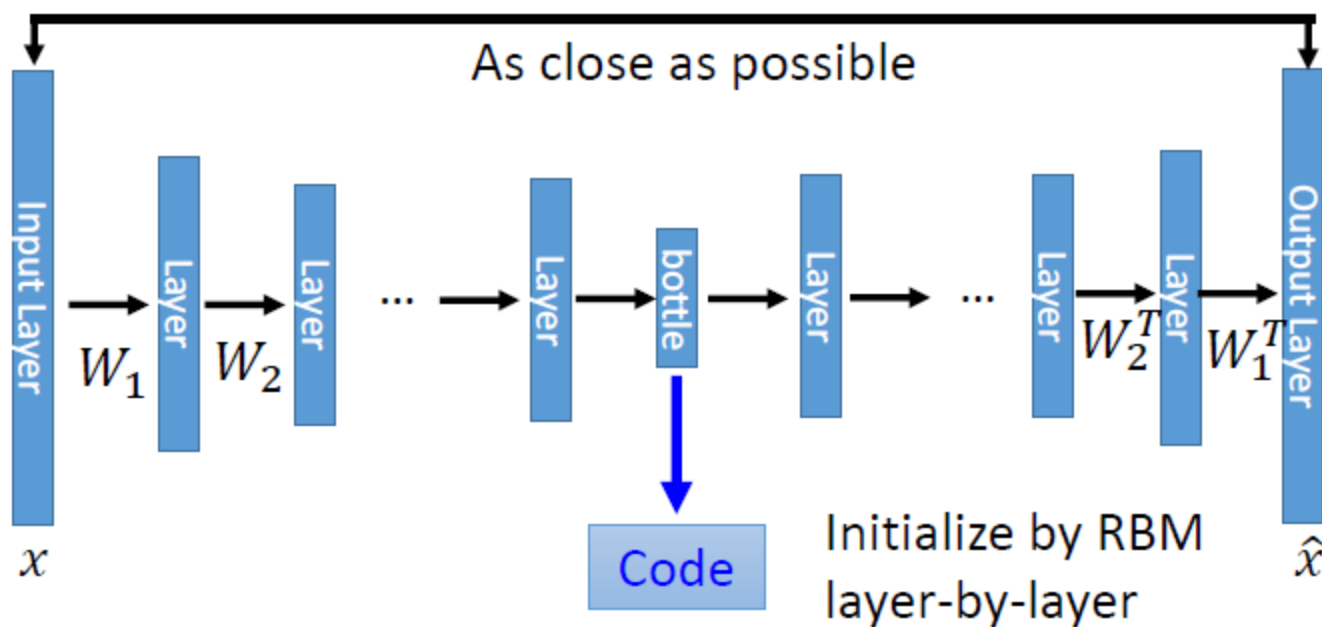 As close as possible
Input Layer
Layer
Layer
...
Layer
bottle
Layer
...
Layer
Layer
Output Layer
W₁
W₂
W₂ᵀ
W₁ᵀ
x
Code
Initialize by RBM
layer-by-layer
x̂